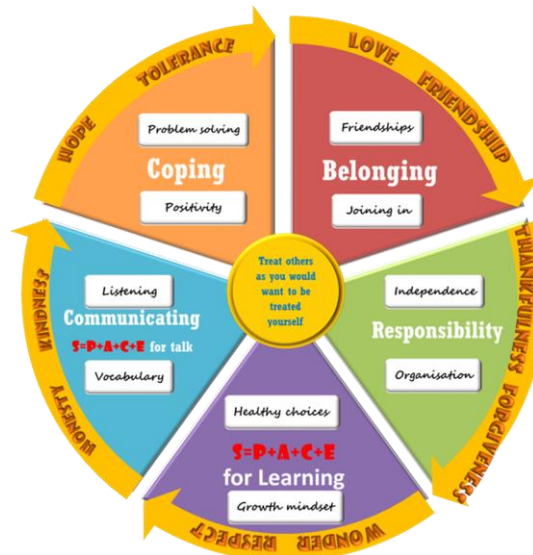 HOPE TOLERANCE
LOVE FRIENDSHIP
THANKFULNESS FORGIVENESS
WONDER RESPECT
HONESTY KINDNESS
Problem solving
Coping
Positivity
Friendships
Belonging
Joining in
Independence
Responsibility
Organisation
Healthy choices
S=P+A+C+E
for Learning
Growth mindset
Listening
Communicating
S=P+A+C+E for talk
Vocabulary
Treat others
as you would
want to be
treated
yourself